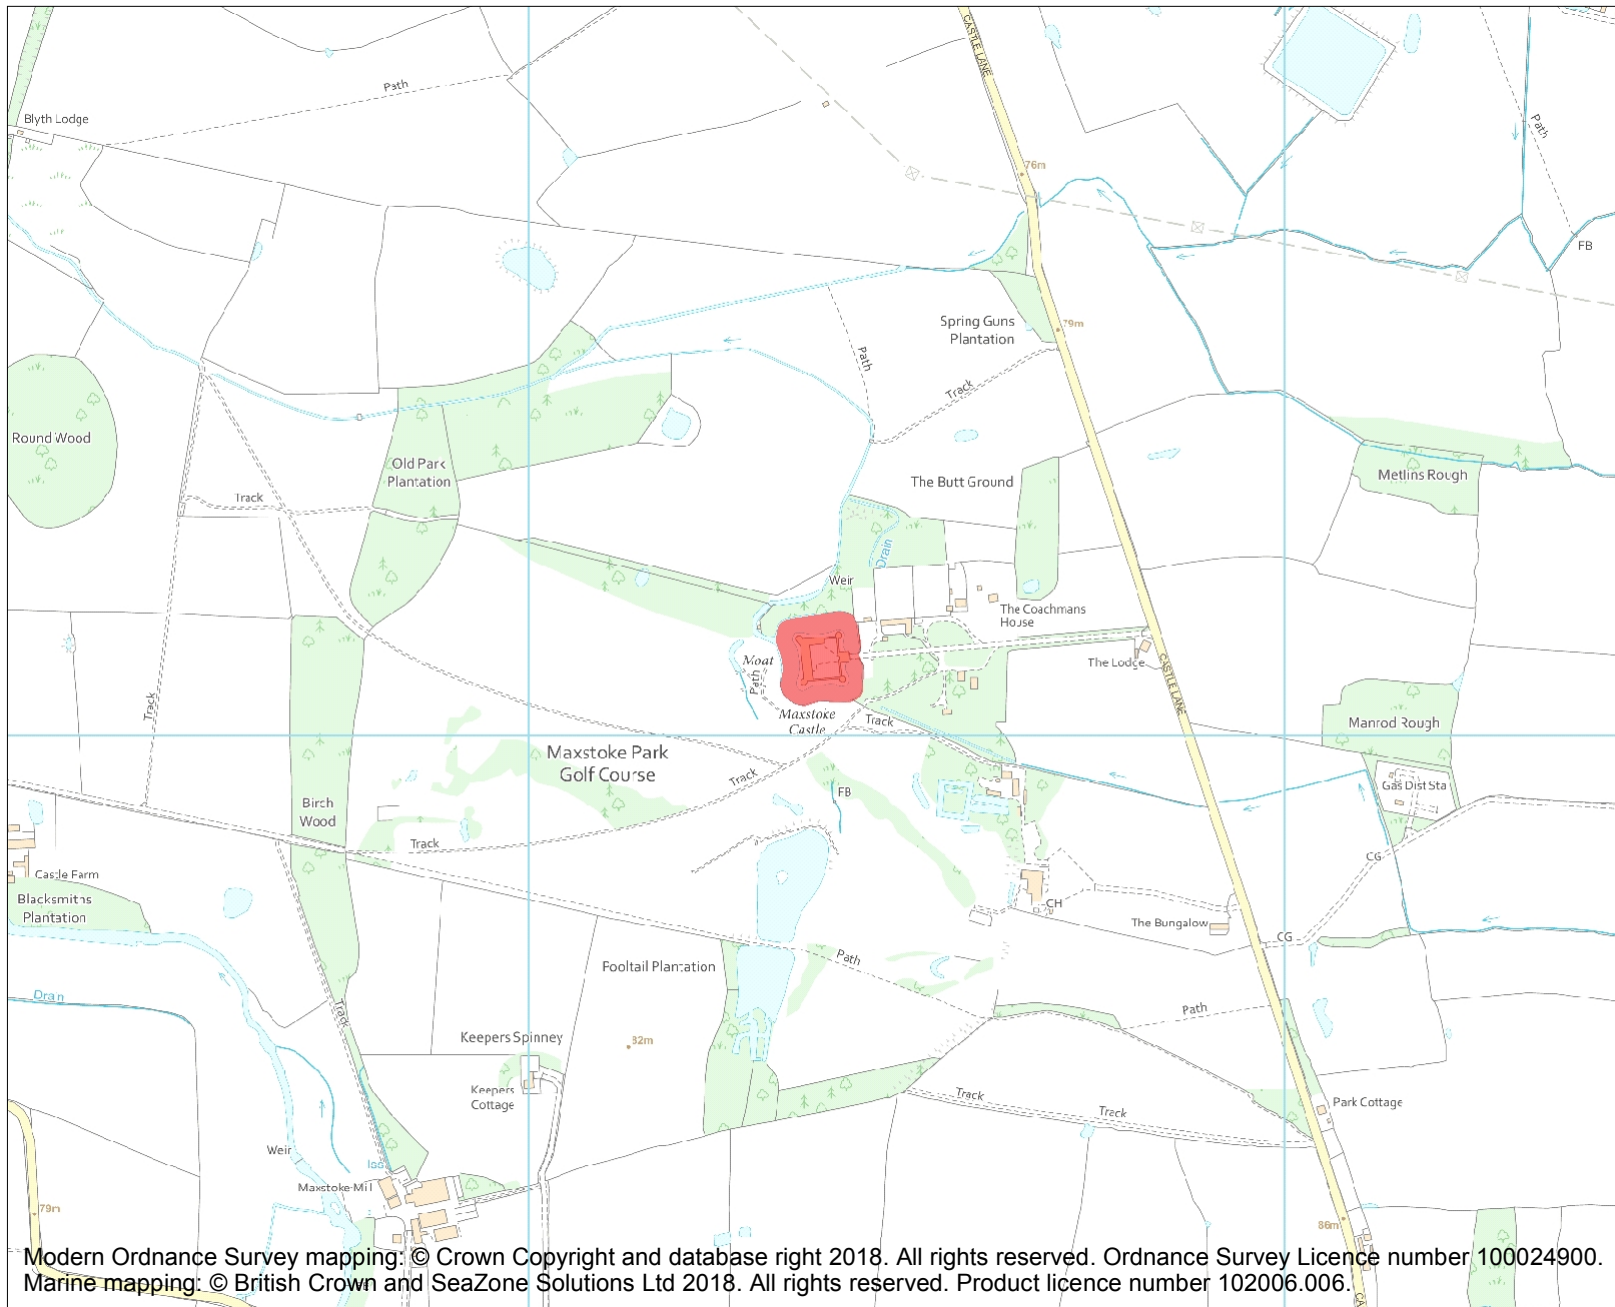 CASTLE LANE
Path
Blyth Lodge
Path
76m
FB
Spring Guns
Plantation
79m
Path
Track
Round Wood
Old Park
Plantation
The Butt Ground
Metlins Rough
Track
Drain
Weir
The Coachmans
House
Moat
Path
The Lodge
CASTLE LANE
Track
Maxstoke
Castle
Track
Manrod Rough
Maxstoke Park
Golf Course
Track
Gas Dist Sta
FB
Birch
Wood
Track
CG
Castle Farm
Blacksmiths
Plantation
CH
The Bungalow
CG
Path
Fooltail Plantation
Drain
Track
Path
Keepers Spinney
82m
Keepers
Cottage
Track
Track
Park Cottage
Weir
Maxstoke Mill
79m
86m
Modern Ordnance Survey mapping: © Crown Copyright and database right 2018. All rights reserved. Ordnance Survey Licence number 100024900.
Marine mapping: © British Crown and SeaZone Solutions Ltd 2018. All rights reserved. Product licence number 102006.006.